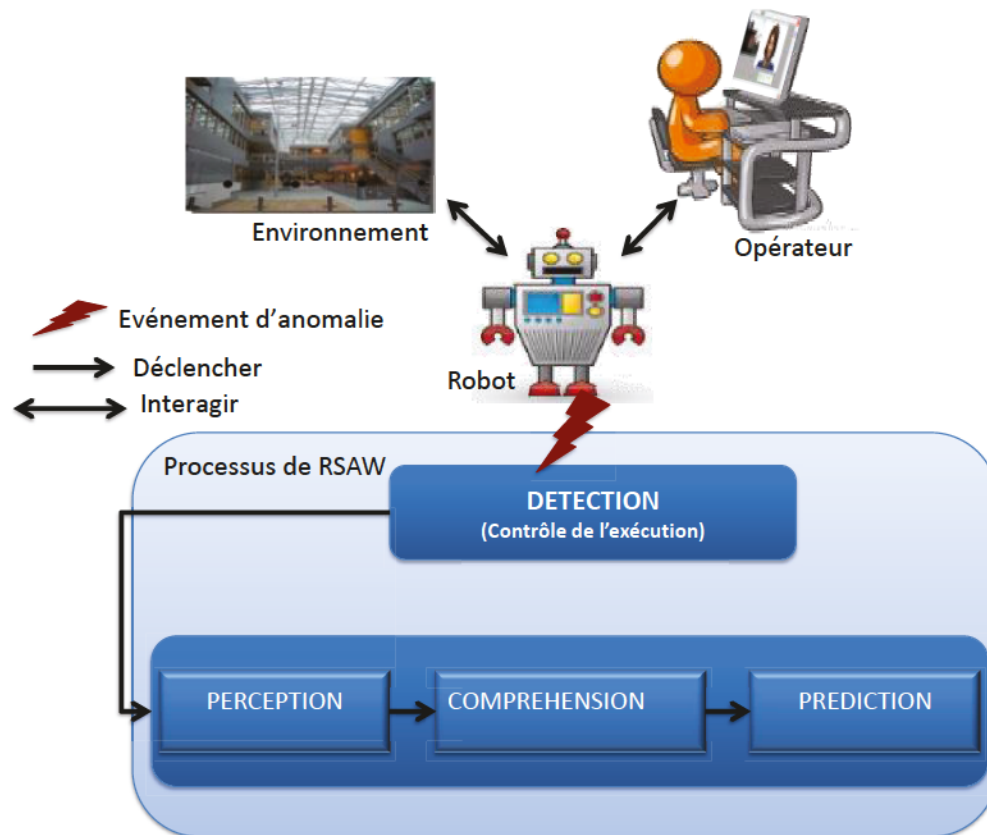 Environnement
Opérateur
Robot
Evénement d'anomalie
Déclencher
Interagir
Processus de RSAW
DETECTION
(Contrôle de l'exécution)
PERCEPTION
COMPREHENSION
PREDICTION